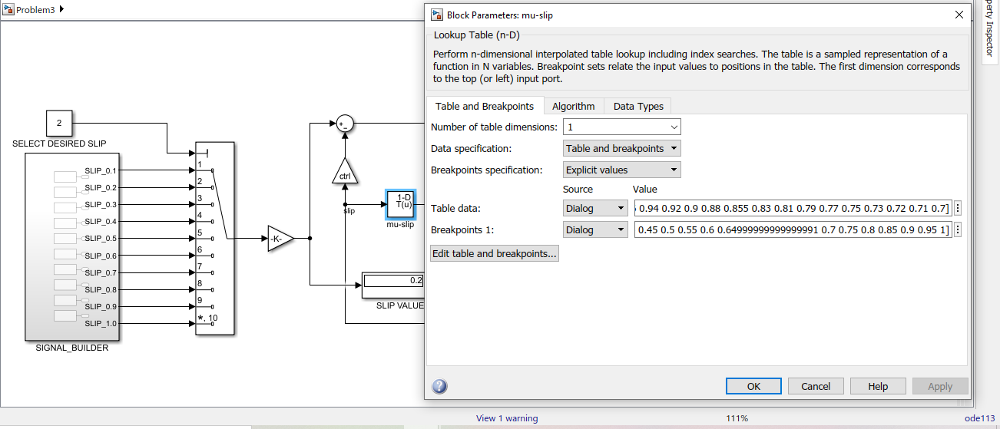 Problem3
Block Parameters: mu-slip
Lookup Table (n-D)
Perform n-dimensional interpolated table lookup including index searches. The table is a sampled representation of a
function in N variables. Breakpoint sets relate the input values to positions in the table. The first dimension corresponds
to the top (or left) input port.
Table and Breakpoints
Algorithm
Data Types
Number of table dimensions:
1
Data specification:
Table and breakpoints
Breakpoints specification:
Explicit values
Source
Value
Table data:
Dialog
0.94 0.92 0.9 0.88 0.855 0.83 0.81 0.79 0.77 0.75 0.73 0.72 0.71 0.7]
Breakpoints 1:
Dialog
0.45 0.5 0.55 0.6 0.64999999999999991 0.7 0.75 0.8 0.85 0.9 0.95 1]
Edit table and breakpoints...
OK
Cancel
Help
Apply
2
SELECT DESIRED SLIP
SLIP_0.1
SLIP_0.2
SLIP_0.3
SLIP_0.4
SLIP_0.5
SLIP_0.6
SLIP_0.7
SLIP_0.8
SLIP_0.9
SLIP_1.0
SIGNAL_BUILDER
1
2
3
4
5
6
7
8
9
*, 10
-K-
+
−
ctrl
slip
1-D
T(u)
mu-slip
0.2
SLIP VALUE
perty Inspector
View 1 warning
111%
ode113